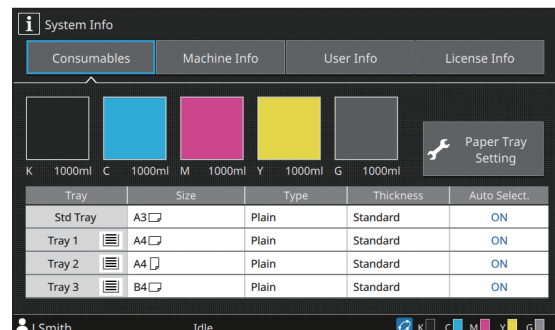 i System Info
Consumables Machine Info User Info License Info
K 1000ml C 1000ml M 1000ml Y 1000ml G 1000ml
Paper Tray
Setting
Tray Size Type Thickness Auto Select.
Std Tray A3 Plain Standard ON
Tray 1 A4 Plain Standard ON
Tray 2 A4 Plain Standard ON
Tray 3 B4 Plain Standard ON
J.Smith Idle K C M Y G